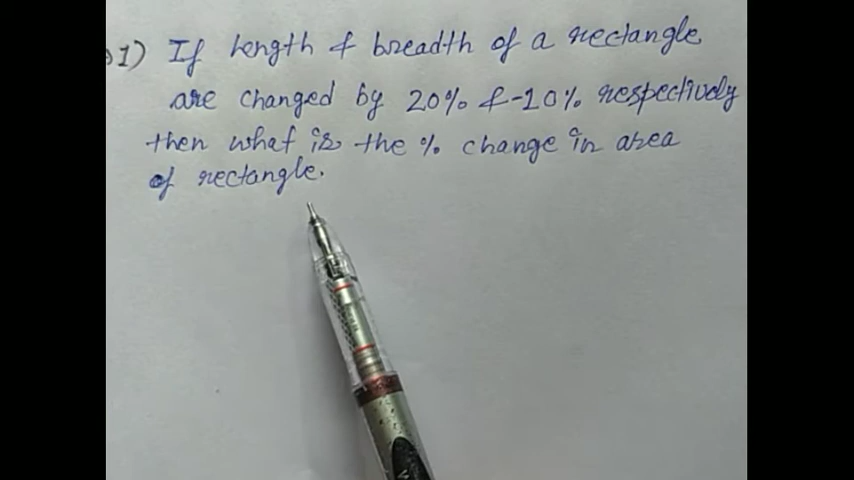 1) If length & breadth of a rectangle
are changed by 20% & -10% respectively
then what is the % change in area
of rectangle.